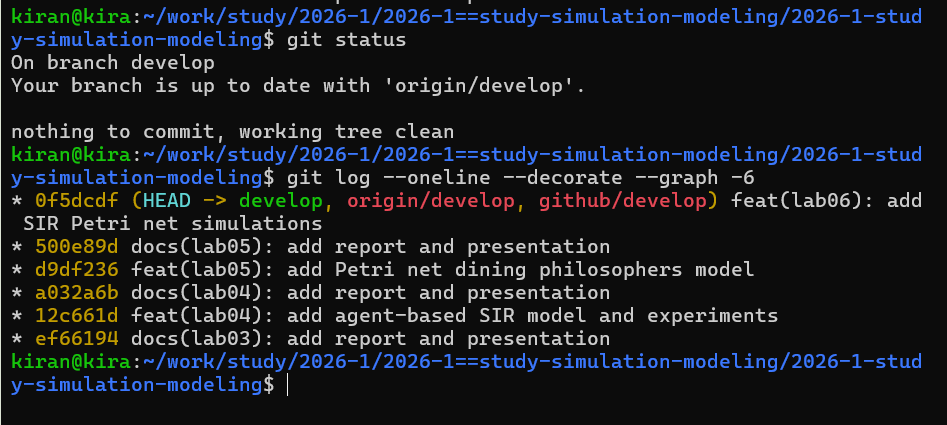 kiran@kira:~/work/study/2026-1/2026-1==study-simulation-modeling/2026-1-stud
y-simulation-modeling$ git status
On branch develop
Your branch is up to date with 'origin/develop'.
nothing to commit, working tree clean
kiran@kira:~/work/study/2026-1/2026-1==study-simulation-modeling/2026-1-stud
y-simulation-modeling$ git log --oneline --decorate --graph -6
* 0f5dcdf (HEAD -> develop, origin/develop, github/develop) feat(lab06): add
 SIR Petri net simulations
* 500e89d docs(lab05): add report and presentation
* d9df236 feat(lab05): add Petri net dining philosophers model
* a032a6b docs(lab04): add report and presentation
* 12c661d feat(lab04): add agent-based SIR model and experiments
* ef66194 docs(lab03): add report and presentation
kiran@kira:~/work/study/2026-1/2026-1==study-simulation-modeling/2026-1-stud
y-simulation-modeling$